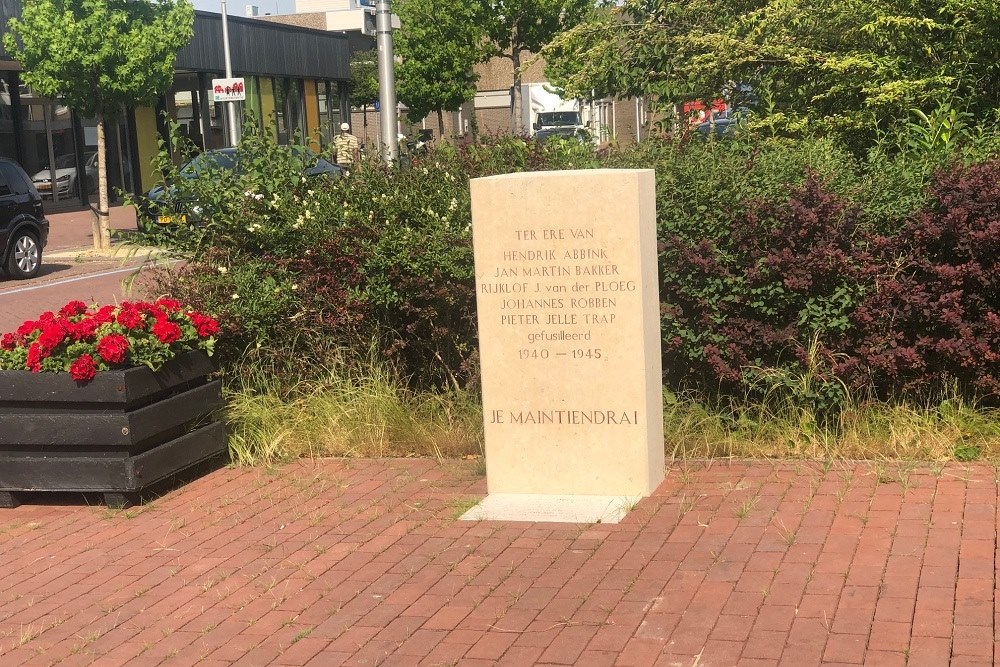 TER ERE VAN
HENDRIK ABBINK
JAN MARTIN BAKKER
RIJKLOF J. van der PLOEG
JOHANNES ROBBEN
PIETER JELLE TRAP
gefusilleerd
1940 — 1945
JE MAINTIENDRAI